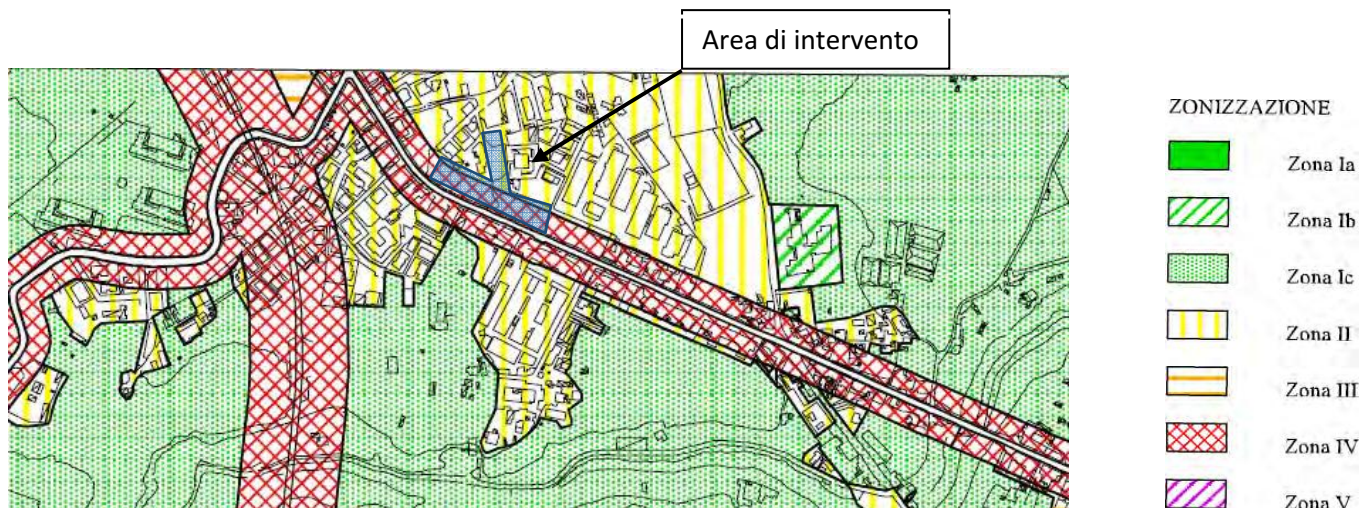 Area di intervento
ZONIZZAZIONE
Zona Ia
Zona Ib
Zona Ic
Zona II
Zona III
Zona IV
Zona V